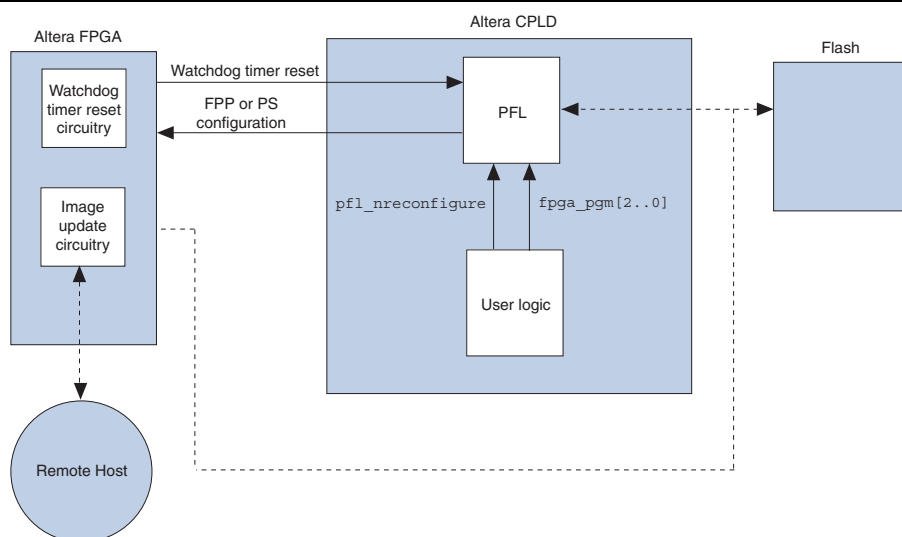 Altera CPLD
Altera FPGA
Flash
Watchdog timer reset
Watchdog
timer reset
circuitry
FPP or PS
configuration
PFL
Image
update
circuitry
pfl_nreconfigure
fpga_pgm[2..0]
User logic
Remote Host